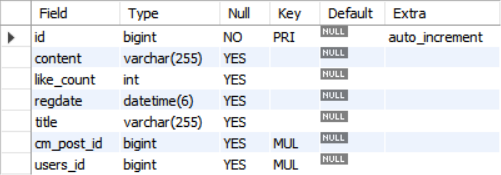 Field Type Null Key Default Extra
id bigint NO PRI NULL auto_increment
content varchar(255) YES NULL
like_count int YES NULL
regdate datetime(6) YES NULL
title varchar(255) YES NULL
cm_post_id bigint YES MUL NULL
users_id bigint YES MUL NULL